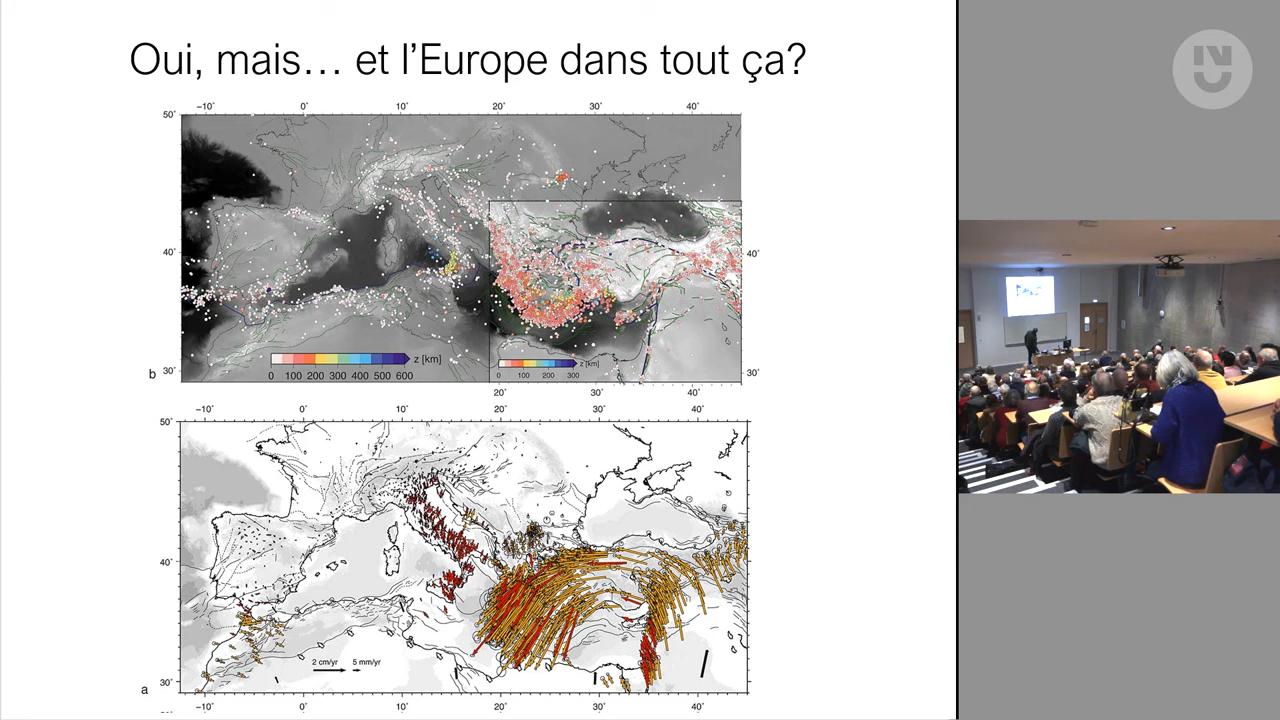 Oui, mais… et l'Europe dans tout ça?
−10° 0° 10° 20° 30° 40°
50°
40° 40°
z [km] z [km]
30° 30°
0 100 200 300 400 500 600 0 100 200 300
b
20° 30° 40°
−10° 0° 10° 20° 30° 40°
50°
40°
2 cm/yr 5 mm/yr
30°
a
−10° 0° 10° 20° 30° 40°